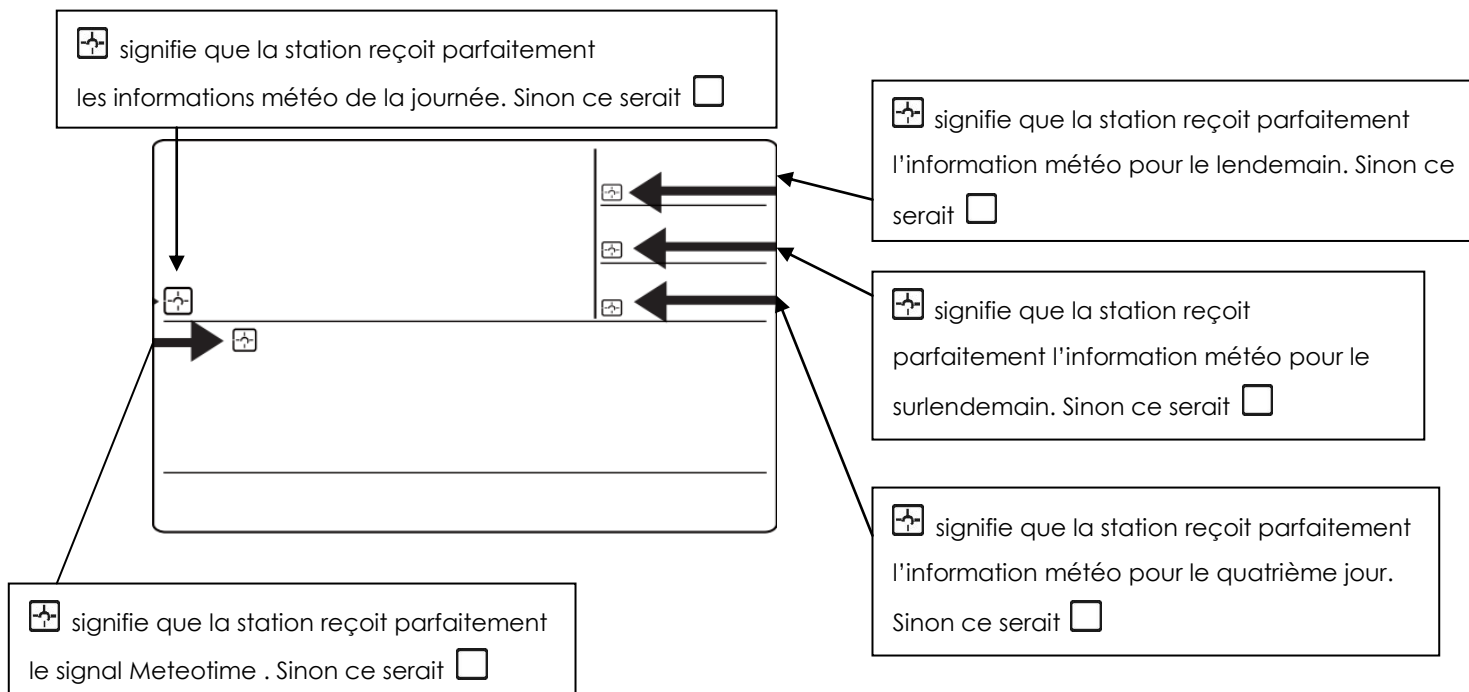 signifie que la station reçoit parfaitement
les informations météo de la journée. Sinon ce serait
signifie que la station reçoit parfaitement
l’information météo pour le lendemain. Sinon ce
serait
signifie que la station reçoit
parfaitement l’information météo pour le
surlendemain. Sinon ce serait
signifie que la station reçoit parfaitement
l’information météo pour le quatrième jour.
Sinon ce serait
signifie que la station reçoit parfaitement
le signal Meteotime . Sinon ce serait